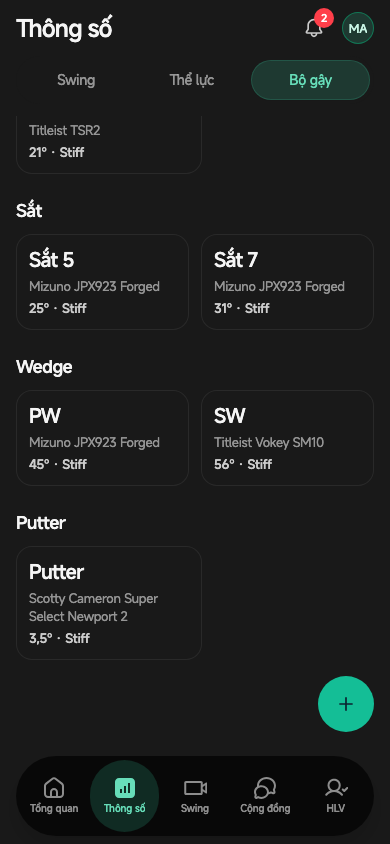 Thông số
2
MA
Swing
Thể lực
Bộ gậy
Titleist TSR2
21° · Stiff
Sắt
Sắt 5
Mizuno JPX923 Forged
25° · Stiff
Sắt 7
Mizuno JPX923 Forged
31° · Stiff
Wedge
PW
Mizuno JPX923 Forged
45° · Stiff
SW
Titleist Vokey SM10
56° · Stiff
Putter
Putter
Scotty Cameron Super
Select Newport 2
3,5° · Stiff
Tổng quan
Thông số
Swing
Cộng đồng
HLV